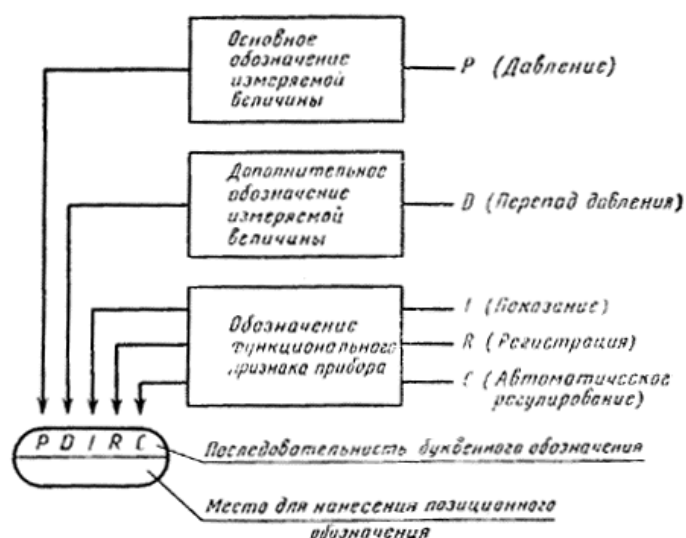 Основное
обозначение
измеряемой
величины
P (Давление)
Дополнительное
обозначение
измеряемой
величины
D (Перепад давления)
Обозначение
функционального
признака прибора
I (Показание)
R (Регистрация)
C (Автоматическое
регулирование)
P D I R C
Последовательность буквенного обозначения
Место для нанесения позиционного
обозначения